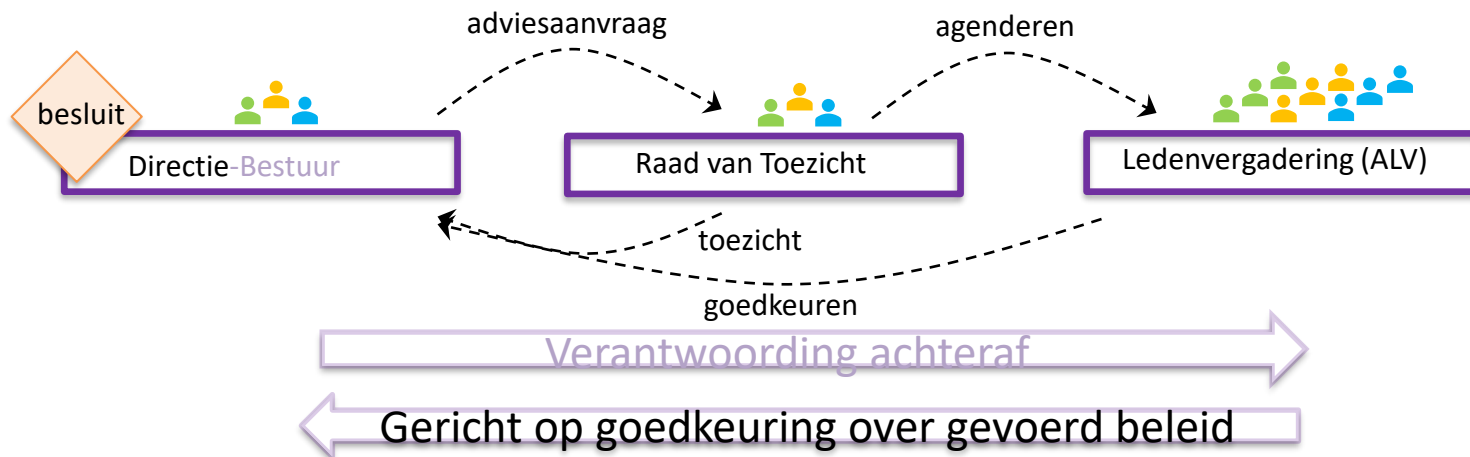 adviesaanvraag
agenderen
besluit
Directie-Bestuur
Raad van Toezicht
Ledenvergadering (ALV)
toezicht
goedkeuren
Verantwoording achteraf
Gericht op goedkeuring over gevoerd beleid